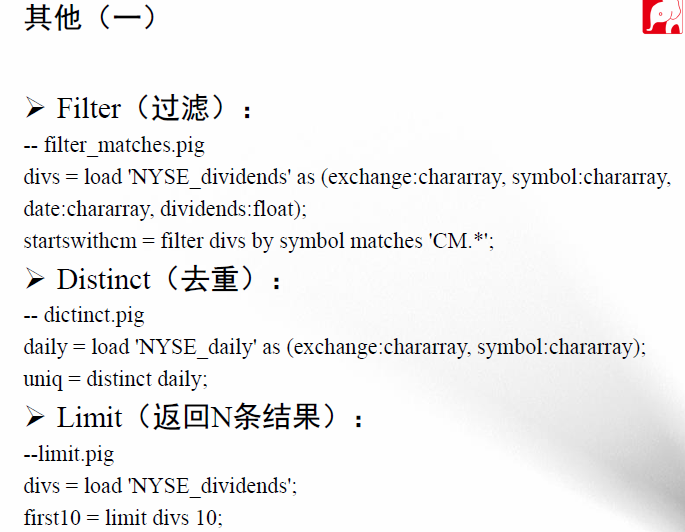 其他（一）
➢ Filter（过滤）：
-- filter_matches.pig
divs = load 'NYSE_dividends' as (exchange:chararray, symbol:chararray,
date:chararray, dividends:float);
startswithcm = filter divs by symbol matches 'CM.*';
➢ Distinct（去重）：
-- dictinct.pig
daily = load 'NYSE_daily' as (exchange:chararray, symbol:chararray);
uniq = distinct daily;
➢ Limit（返回N条结果）：
--limit.pig
divs = load 'NYSE_dividends';
first10 = limit divs 10;